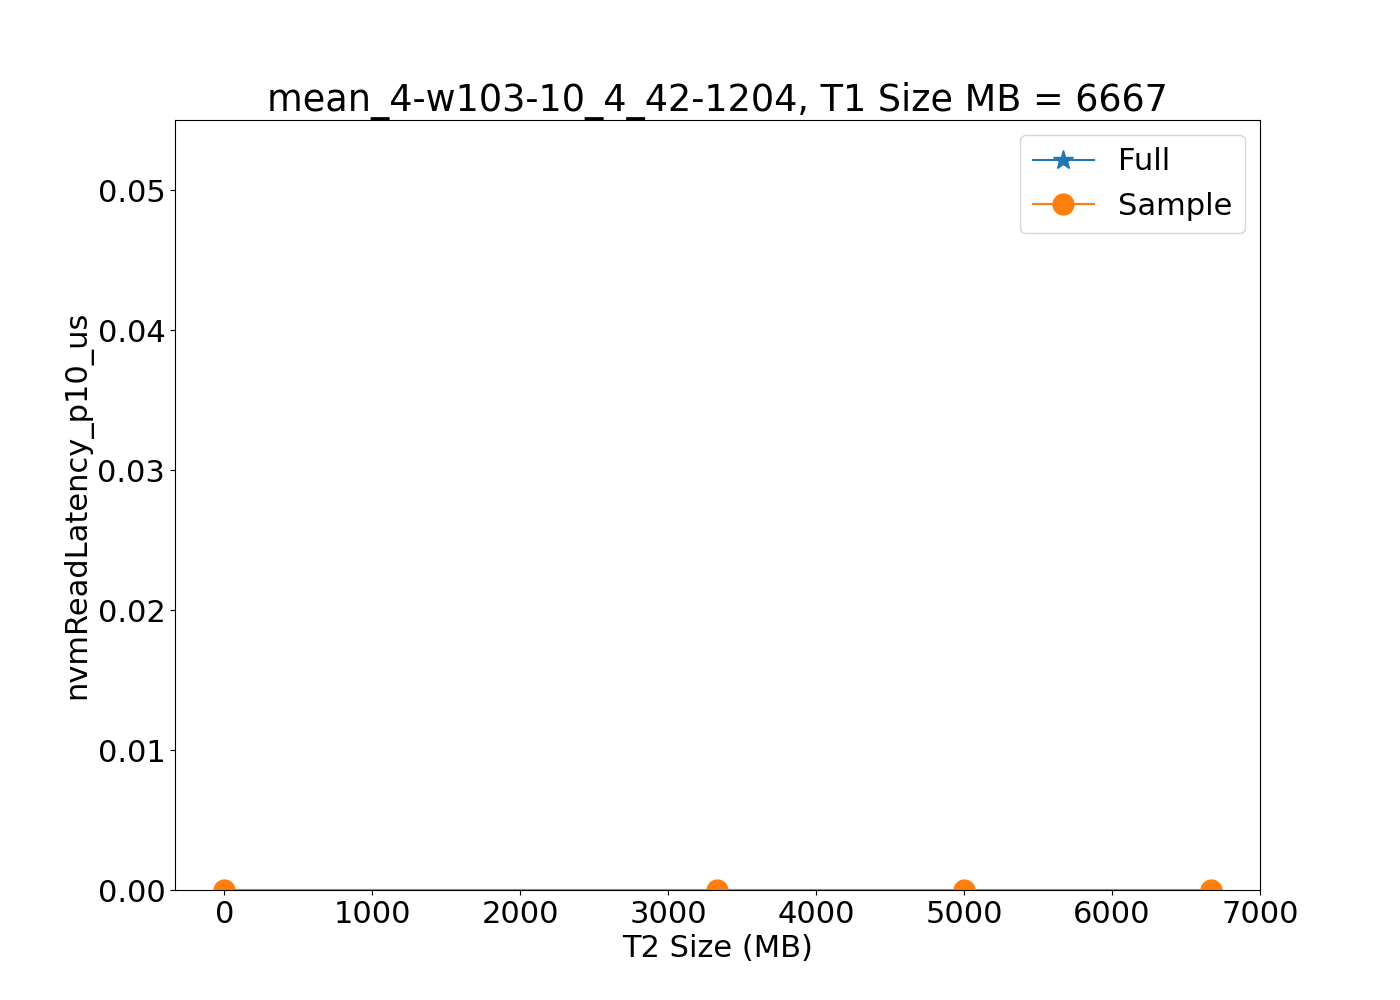 mean_4-w103-10_4_42-1204, T1 Size MB = 6667
Full
Sample
nvmReadLatency_p10_us
0.05
0.04
0.03
0.02
0.01
0.00
0 1000 2000 3000 4000 5000 6000 7000
T2 Size (MB)